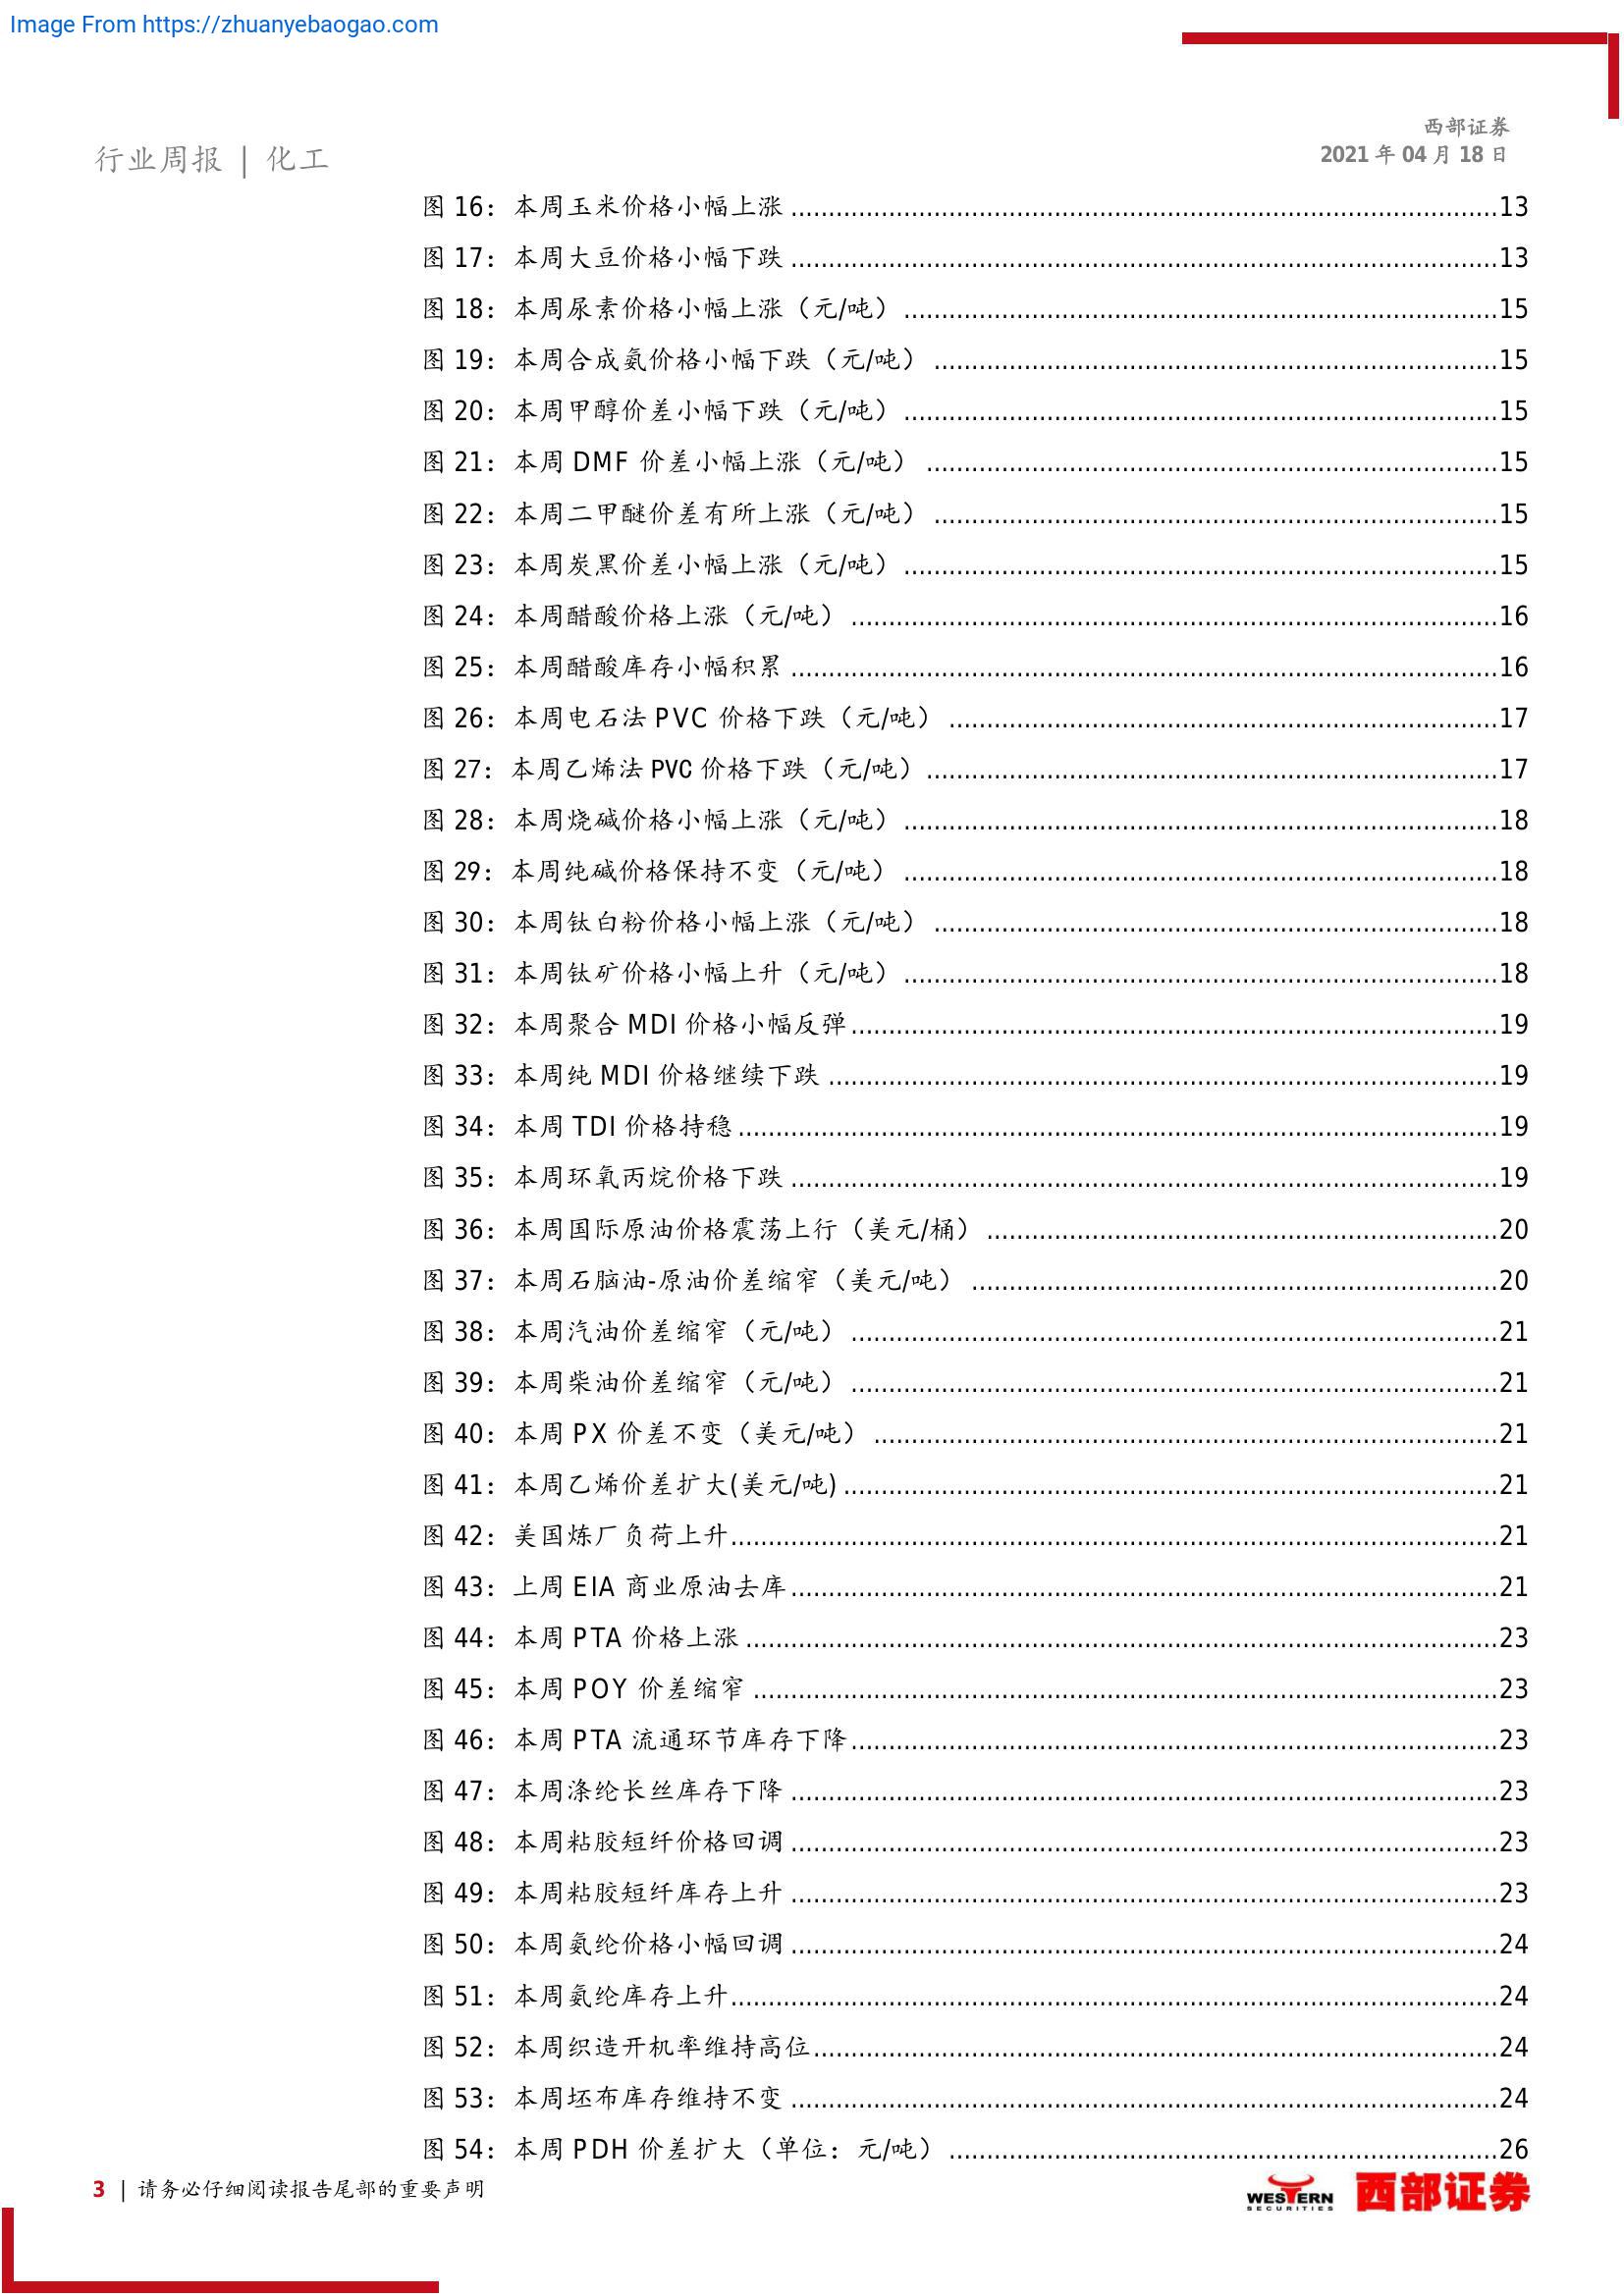 Image From https://zhuanyebaogao.com
西部证券
行业周报 | 化工
2021 年 04 月 18 日
图 16：本周玉米价格小幅上涨 ........................................................................13
图 17：本周大豆价格小幅下跌 ........................................................................13
图 18：本周尿素价格小幅上涨（元/吨） ........................................................................15
图 19：本周合成氨价格小幅下跌（元/吨） ........................................................................15
图 20：本周甲醇价差小幅下跌（元/吨） ........................................................................15
图 21：本周 DMF 价差小幅上涨（元/吨） ........................................................................15
图 22：本周二甲醚价差有所上涨（元/吨） ........................................................................15
图 23：本周炭黑价差小幅上涨（元/吨） ........................................................................15
图 24：本周醋酸价格上涨（元/吨） ........................................................................16
图 25：本周醋酸库存小幅积累 ........................................................................16
图 26：本周电石法 PVC 价格下跌（元/吨） ........................................................................17
图 27：本周乙烯法 PVC 价格下跌（元/吨） ........................................................................17
图 28：本周烧碱价格小幅上涨（元/吨） ........................................................................18
图 29：本周纯碱价格保持不变（元/吨） ........................................................................18
图 30：本周钛白粉价格小幅上涨（元/吨） ........................................................................18
图 31：本周钛矿价格小幅上升（元/吨） ........................................................................18
图 32：本周聚合 MDI 价格小幅反弹........................................................................19
图 33：本周纯 MDI 价格继续下跌 ........................................................................19
图 34：本周 TDI 价格持稳........................................................................19
图 35：本周环氧丙烷价格下跌 ........................................................................19
图 36：本周国际原油价格震荡上行（美元/桶） ........................................................................20
图 37：本周石脑油-原油价差缩窄（美元/吨） ........................................................................20
图 38：本周汽油价差缩窄（元/吨） ........................................................................21
图 39：本周柴油价差缩窄（元/吨） ........................................................................21
图 40：本周 PX 价差不变（美元/吨） ........................................................................21
图 41：本周乙烯价差扩大(美元/吨) ........................................................................21
图 42：美国炼厂负荷上升........................................................................21
图 43：上周 EIA 商业原油去库........................................................................21
图 44：本周 PTA 价格上涨 ........................................................................23
图 45：本周 POY 价差缩窄 ........................................................................23
图 46：本周 PTA 流通环节库存下降........................................................................23
图 47：本周涤纶长丝库存下降 ........................................................................23
图 48：本周粘胶短纤价格回调 ........................................................................23
图 49：本周粘胶短纤库存上升 ........................................................................23
图 50：本周氨纶价格小幅回调 ........................................................................24
图 51：本周氨纶库存上升........................................................................24
图 52：本周织造开机率维持高位........................................................................24
图 53：本周坯布库存维持不变 ........................................................................24
图 54：本周 PDH 价差扩大（单位：元/吨） ........................................................................26
3 | 请务必仔细阅读报告尾部的重要声明
WESTERN
SECURITIES
西部证券